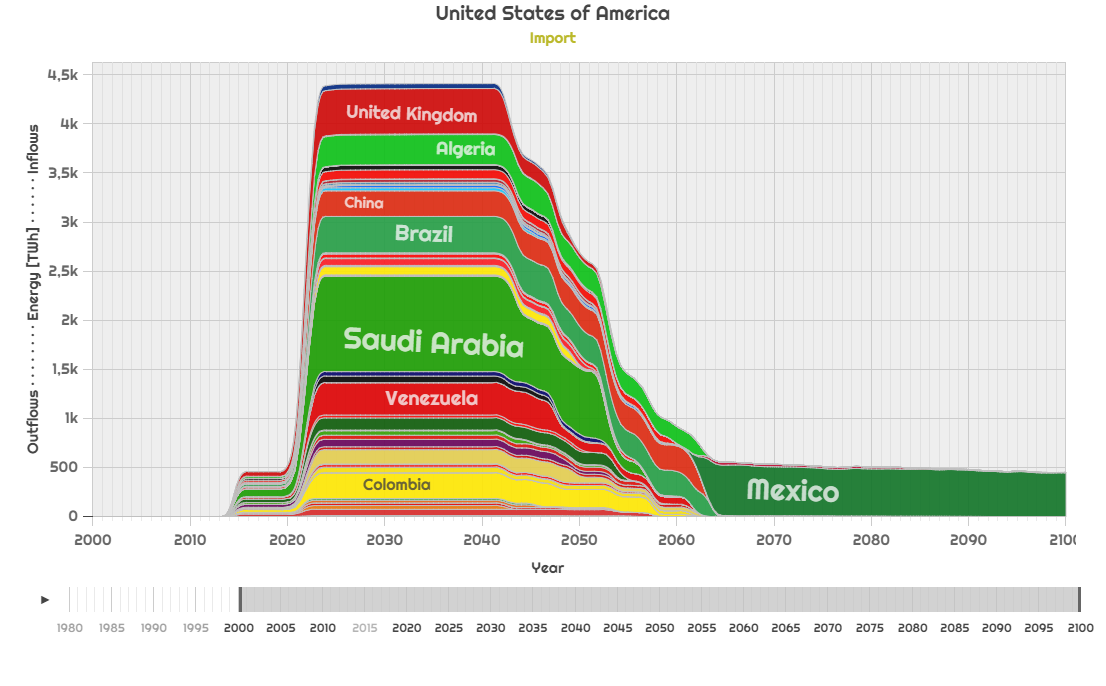 United States of America
Import
4,5k
4k
3,5k
3k
2,5k
2k
1,5k
1k
500
0
Outflows · · · · · · · · Energy [TWh] · · · · · · Inflows
United Kingdom
Algeria
China
Brazil
Saudi Arabia
Venezuela
Colombia
Mexico
2000 2010 2020 2030 2040 2050 2060 2070 2080 2090 210
Year
1980 1985 1990 1995 2000 2005 2010 2015 2020 2025 2030 2035 2040 2045 2050 2055 2060 2065 2070 2075 2080 2085 2090 2095 2100